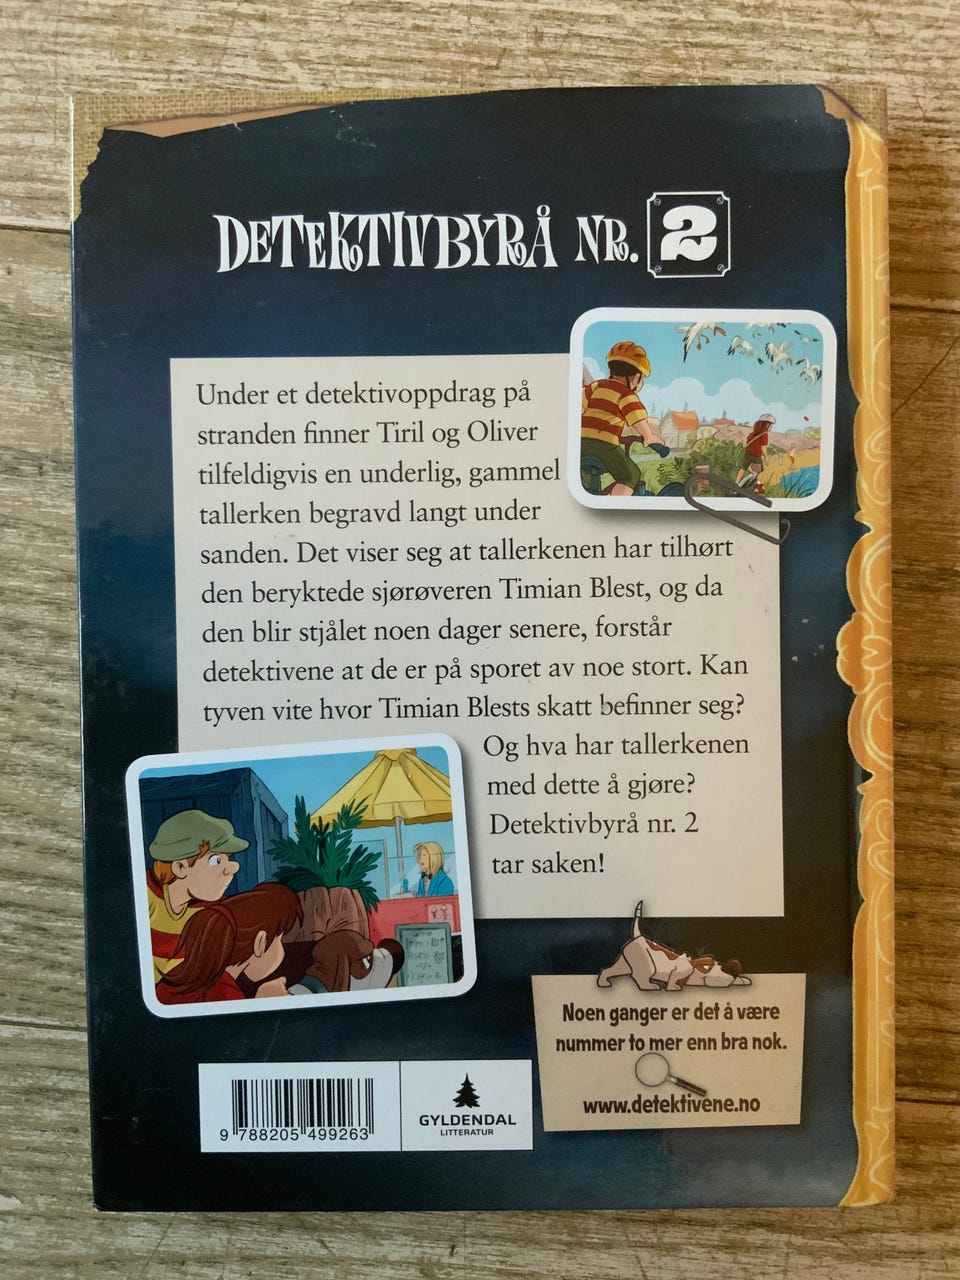 DETEKTIVBYRÅ NR. 2
Under et detektivoppdrag på
stranden finner Tiril og Oliver
tilfeldigvis en underlig, gammel
tallerken begravd langt under
sanden. Det viser seg at tallerkenen har tilhørt
den beryktede sjørøveren Timian Blest, og da
den blir stjålet noen dager senere, forstår
detektivene at de er på sporet av noe stort. Kan
tyven vite hvor Timian Blests skatt befinner seg?
Og hva har tallerkenen
med dette å gjøre?
Detektivbyrå nr. 2
tar saken!
Noen ganger er det å være
nummer to mer enn bra nok.
www.detektivene.no
9 788205 499263
GYLDENDAL
LITTERATUR